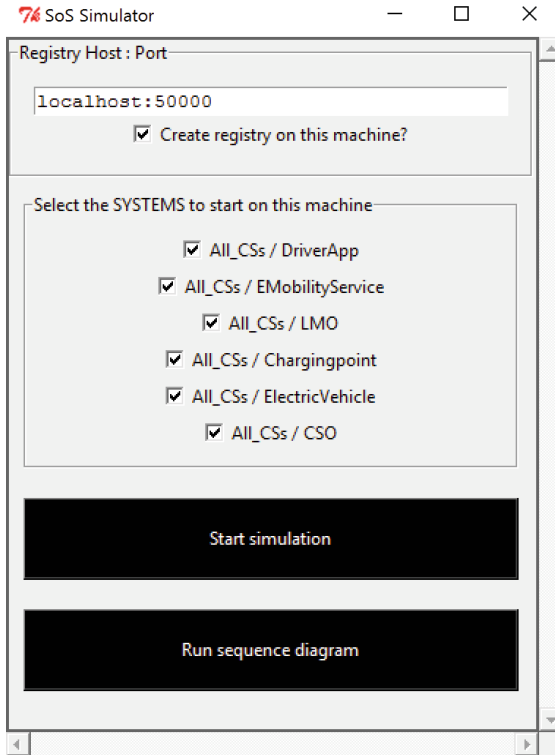 SoS Simulator
Registry Host : Port
localhost:50000
Create registry on this machine?
Select the SYSTEMS to start on this machine
All_CSs / DriverApp
All_CSs / EMobilityService
All_CSs / LMO
All_CSs / Chargingpoint
All_CSs / ElectricVehicle
All_CSs / CSO
Start simulation
Run sequence diagram